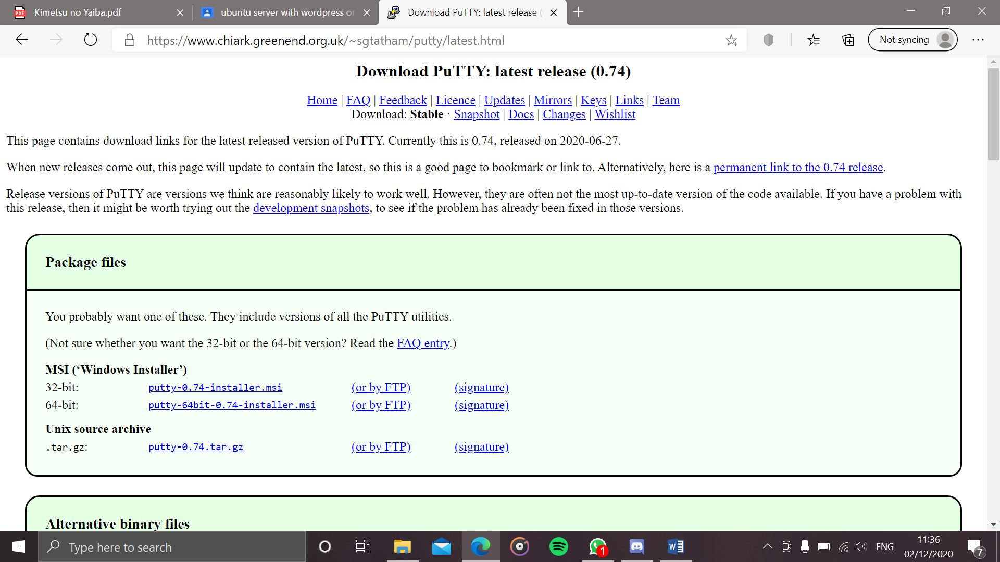 Kimetsu no Yaiba.pdf
ubuntu server with wordpress or
Download PuTTY: latest release (
https://www.chiark.greenend.org.uk/~sgtatham/putty/latest.html
Not syncing
Download PuTTY: latest release (0.74)
Home | FAQ | Feedback | Licence | Updates | Mirrors | Keys | Links | Team
Download: Stable · Snapshot | Docs | Changes | Wishlist
This page contains download links for the latest released version of PuTTY. Currently this is 0.74, released on 2020-06-27.
When new releases come out, this page will update to contain the latest, so this is a good page to bookmark or link to. Alternatively, here is a permanent link to the 0.74 release.
Release versions of PuTTY are versions we think are reasonably likely to work well. However, they are often not the most up-to-date version of the code available. If you have a problem with
this release, then it might be worth trying out the development snapshots, to see if the problem has already been fixed in those versions.
Package files
You probably want one of these. They include versions of all the PuTTY utilities.
(Not sure whether you want the 32-bit or the 64-bit version? Read the FAQ entry.)
MSI (‘Windows Installer’)
32-bit: putty-0.74-installer.msi (or by FTP) (signature)
64-bit: putty-64bit-0.74-installer.msi (or by FTP) (signature)
Unix source archive
.tar.gz: putty-0.74.tar.gz (or by FTP) (signature)
Alternative binary files
Type here to search
1
ENG
11:36
02/12/2020
7